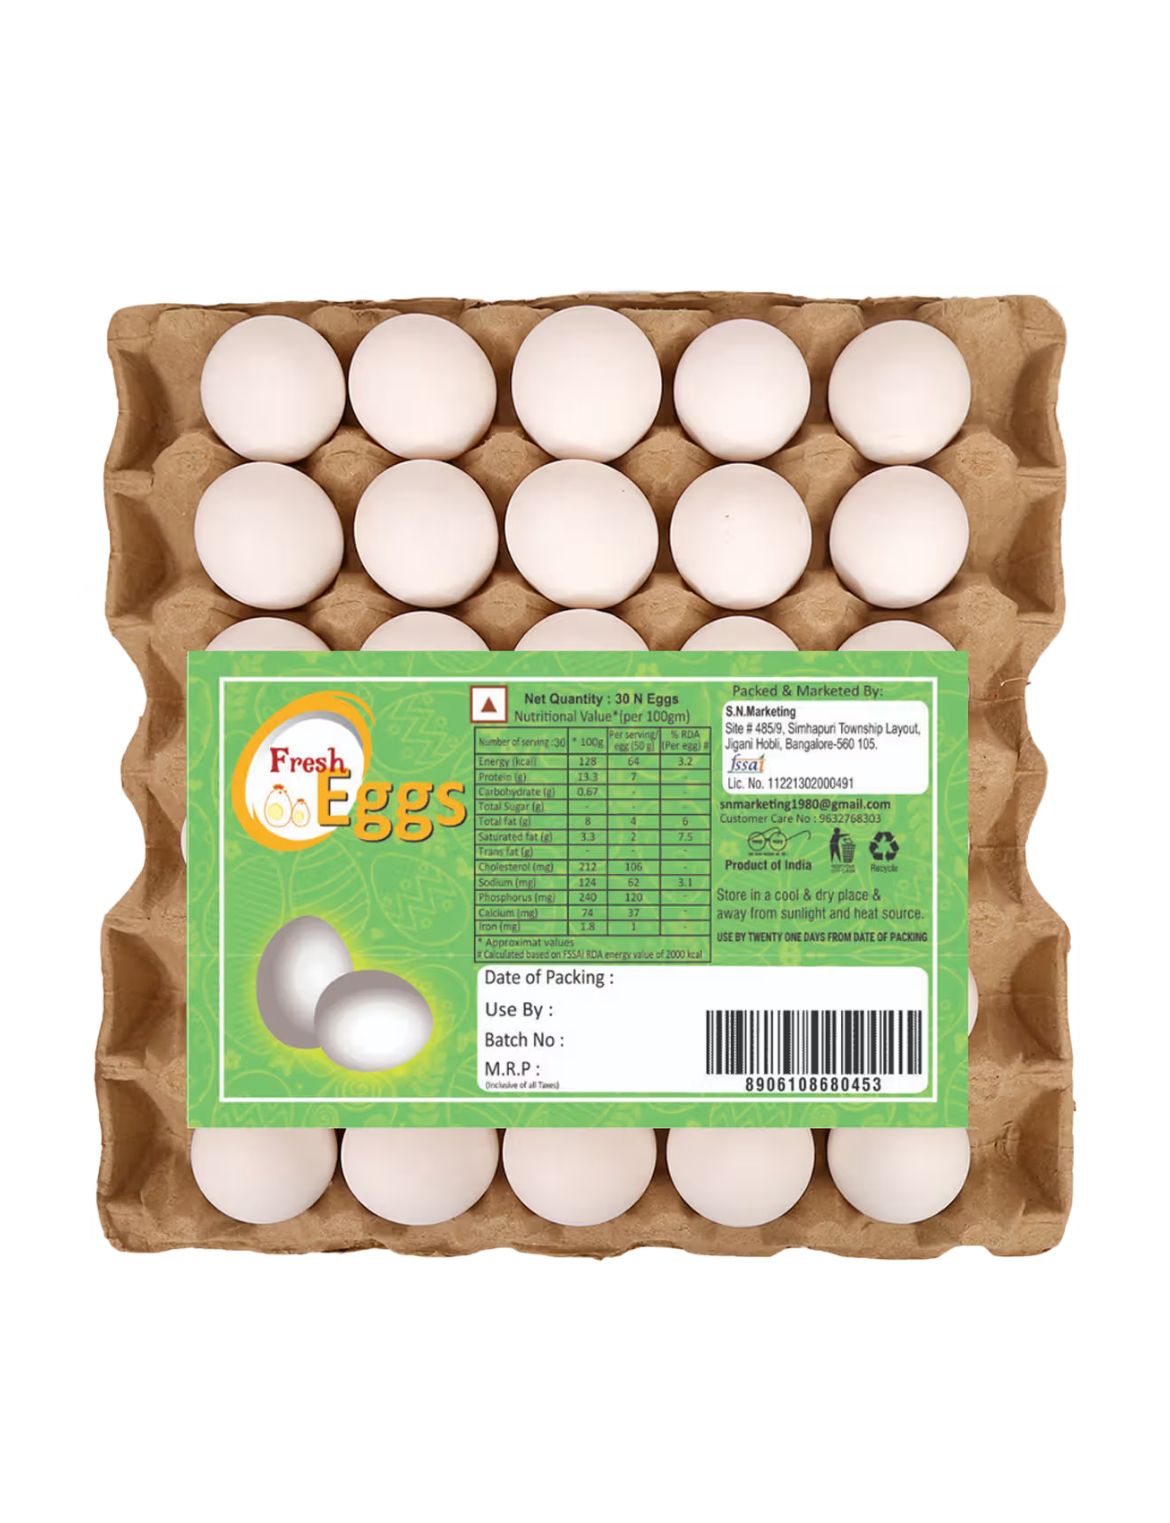 Fresh
Eggs
Net Quantity : 30 N Eggs
Nutritional Value*(per 100gm)
Number of serving :30 * 100g Per serving/ egg (50 g) % RDA (Per egg) #
Energy (kcal) 128 64 3.2
Protein (g) 13.3 7 -
Carbohydrate (g) 0.67 - -
Total Sugar (g) - - -
Total fat (g) 8 4 6
Saturated fat (g) 3.3 2 7.5
Trans fat (g) - - -
Cholesterol (mg) 212 106 -
Sodium (mg) 124 62 3.1
Phosphorus (mg) 240 120 -
Calcium (mg) 74 37 -
Iron (mg) 1.8 1 -
* Approximat values
# Calculated based on FSSAI RDA energy value of 2000 kcal
Packed & Marketed By:
S.N.Marketing
Site # 485/9, Simhapuri Township Layout,
Jigani Hobli, Bangalore-560 105.
fssai
Lic. No. 11221302000491
snmarketing1980@gmail.com
Customer Care No : 9632768303
Product of India
Recycle
Store in a cool & dry place &
away from sunlight and heat source.
USE BY TWENTY ONE DAYS FROM DATE OF PACKING
Date of Packing :
Use By :
Batch No :
M.R.P :
(Inclusive of all Taxes)
8906108680453